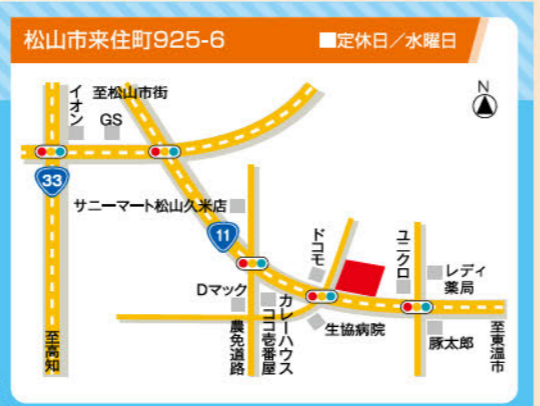 松山市来住町925-6
■定休日／水曜日
イオン
至松山市街
GS
N
33
サニーマート松山久米店
11
ドコモ
ユニクロ
レディ
薬局
Dマック
カレーハウス
ココ壱番屋
農免道路
生協病院
豚太郎
至高知
至東温市